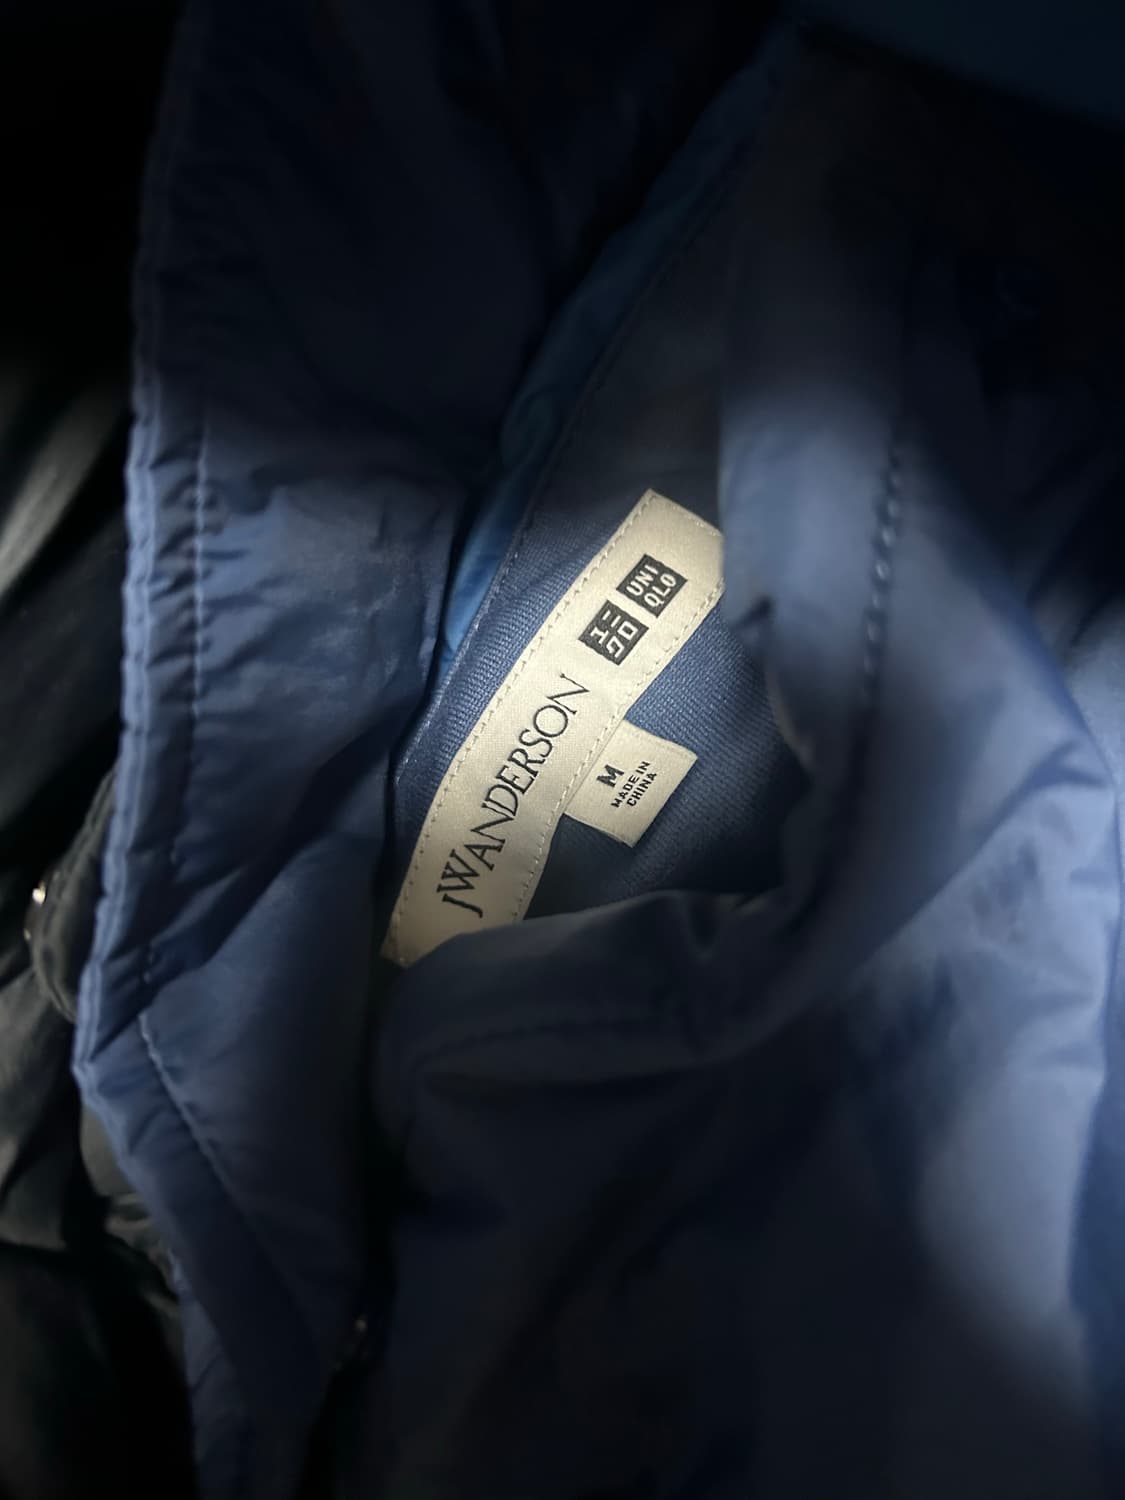 ユニ
クロ
UNI
QLO
JWANDERSON
M
MADE IN
CHINA